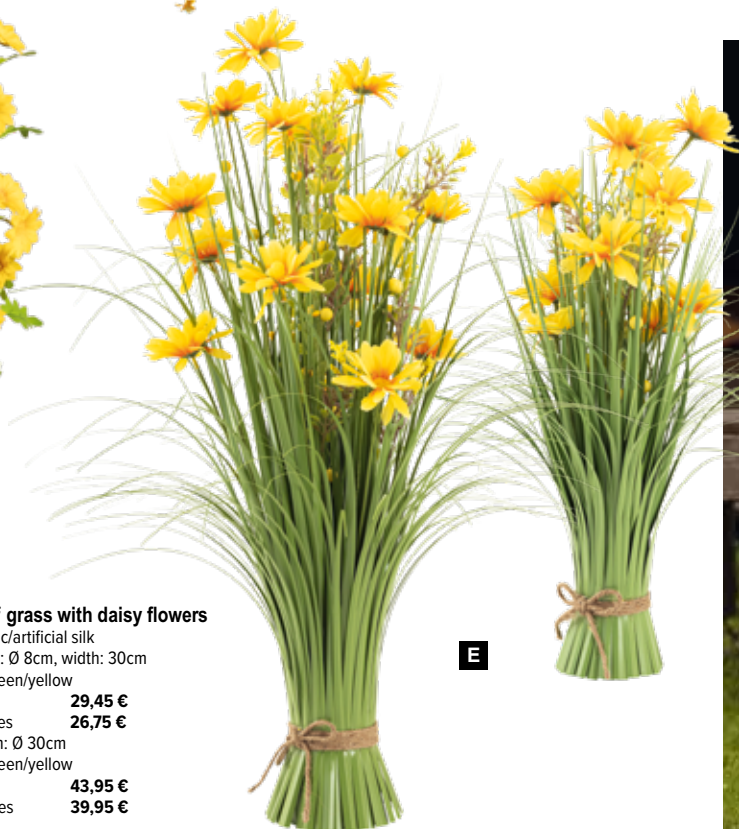 grass with daisy flowers
c/artificial silk
: Ø 8cm, width: 30cm
een/yellow
29,45 €
es 26,75 €
: Ø 30cm
een/yellow
43,95 €
es 39,95 €
E